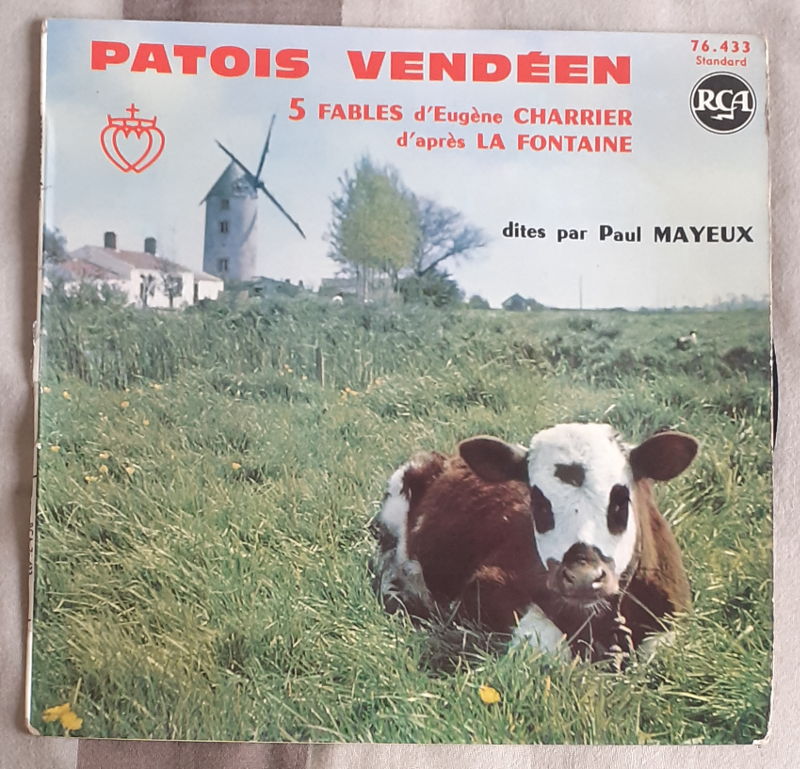 PATOIS VENDÉEN
76.433
Standard
RCA
5 FABLES d'Eugène CHARRIER
d'après LA FONTAINE
dites par Paul MAYEUX